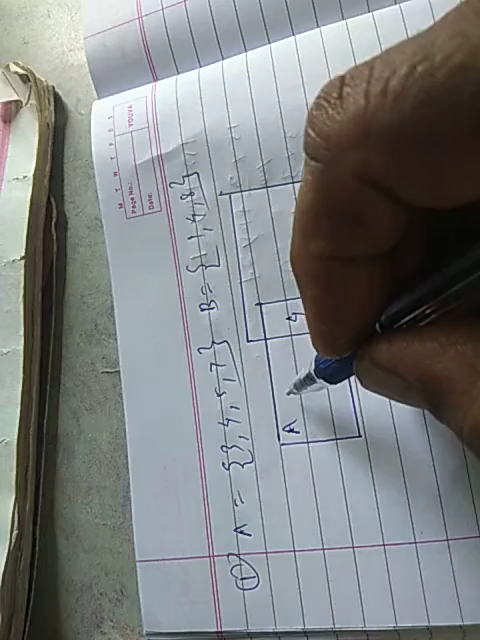 M T W T F S S
Page No.: YOUVA
Date:
① A = {3, 4, 5, 7} B = {1, 4, 8}
A